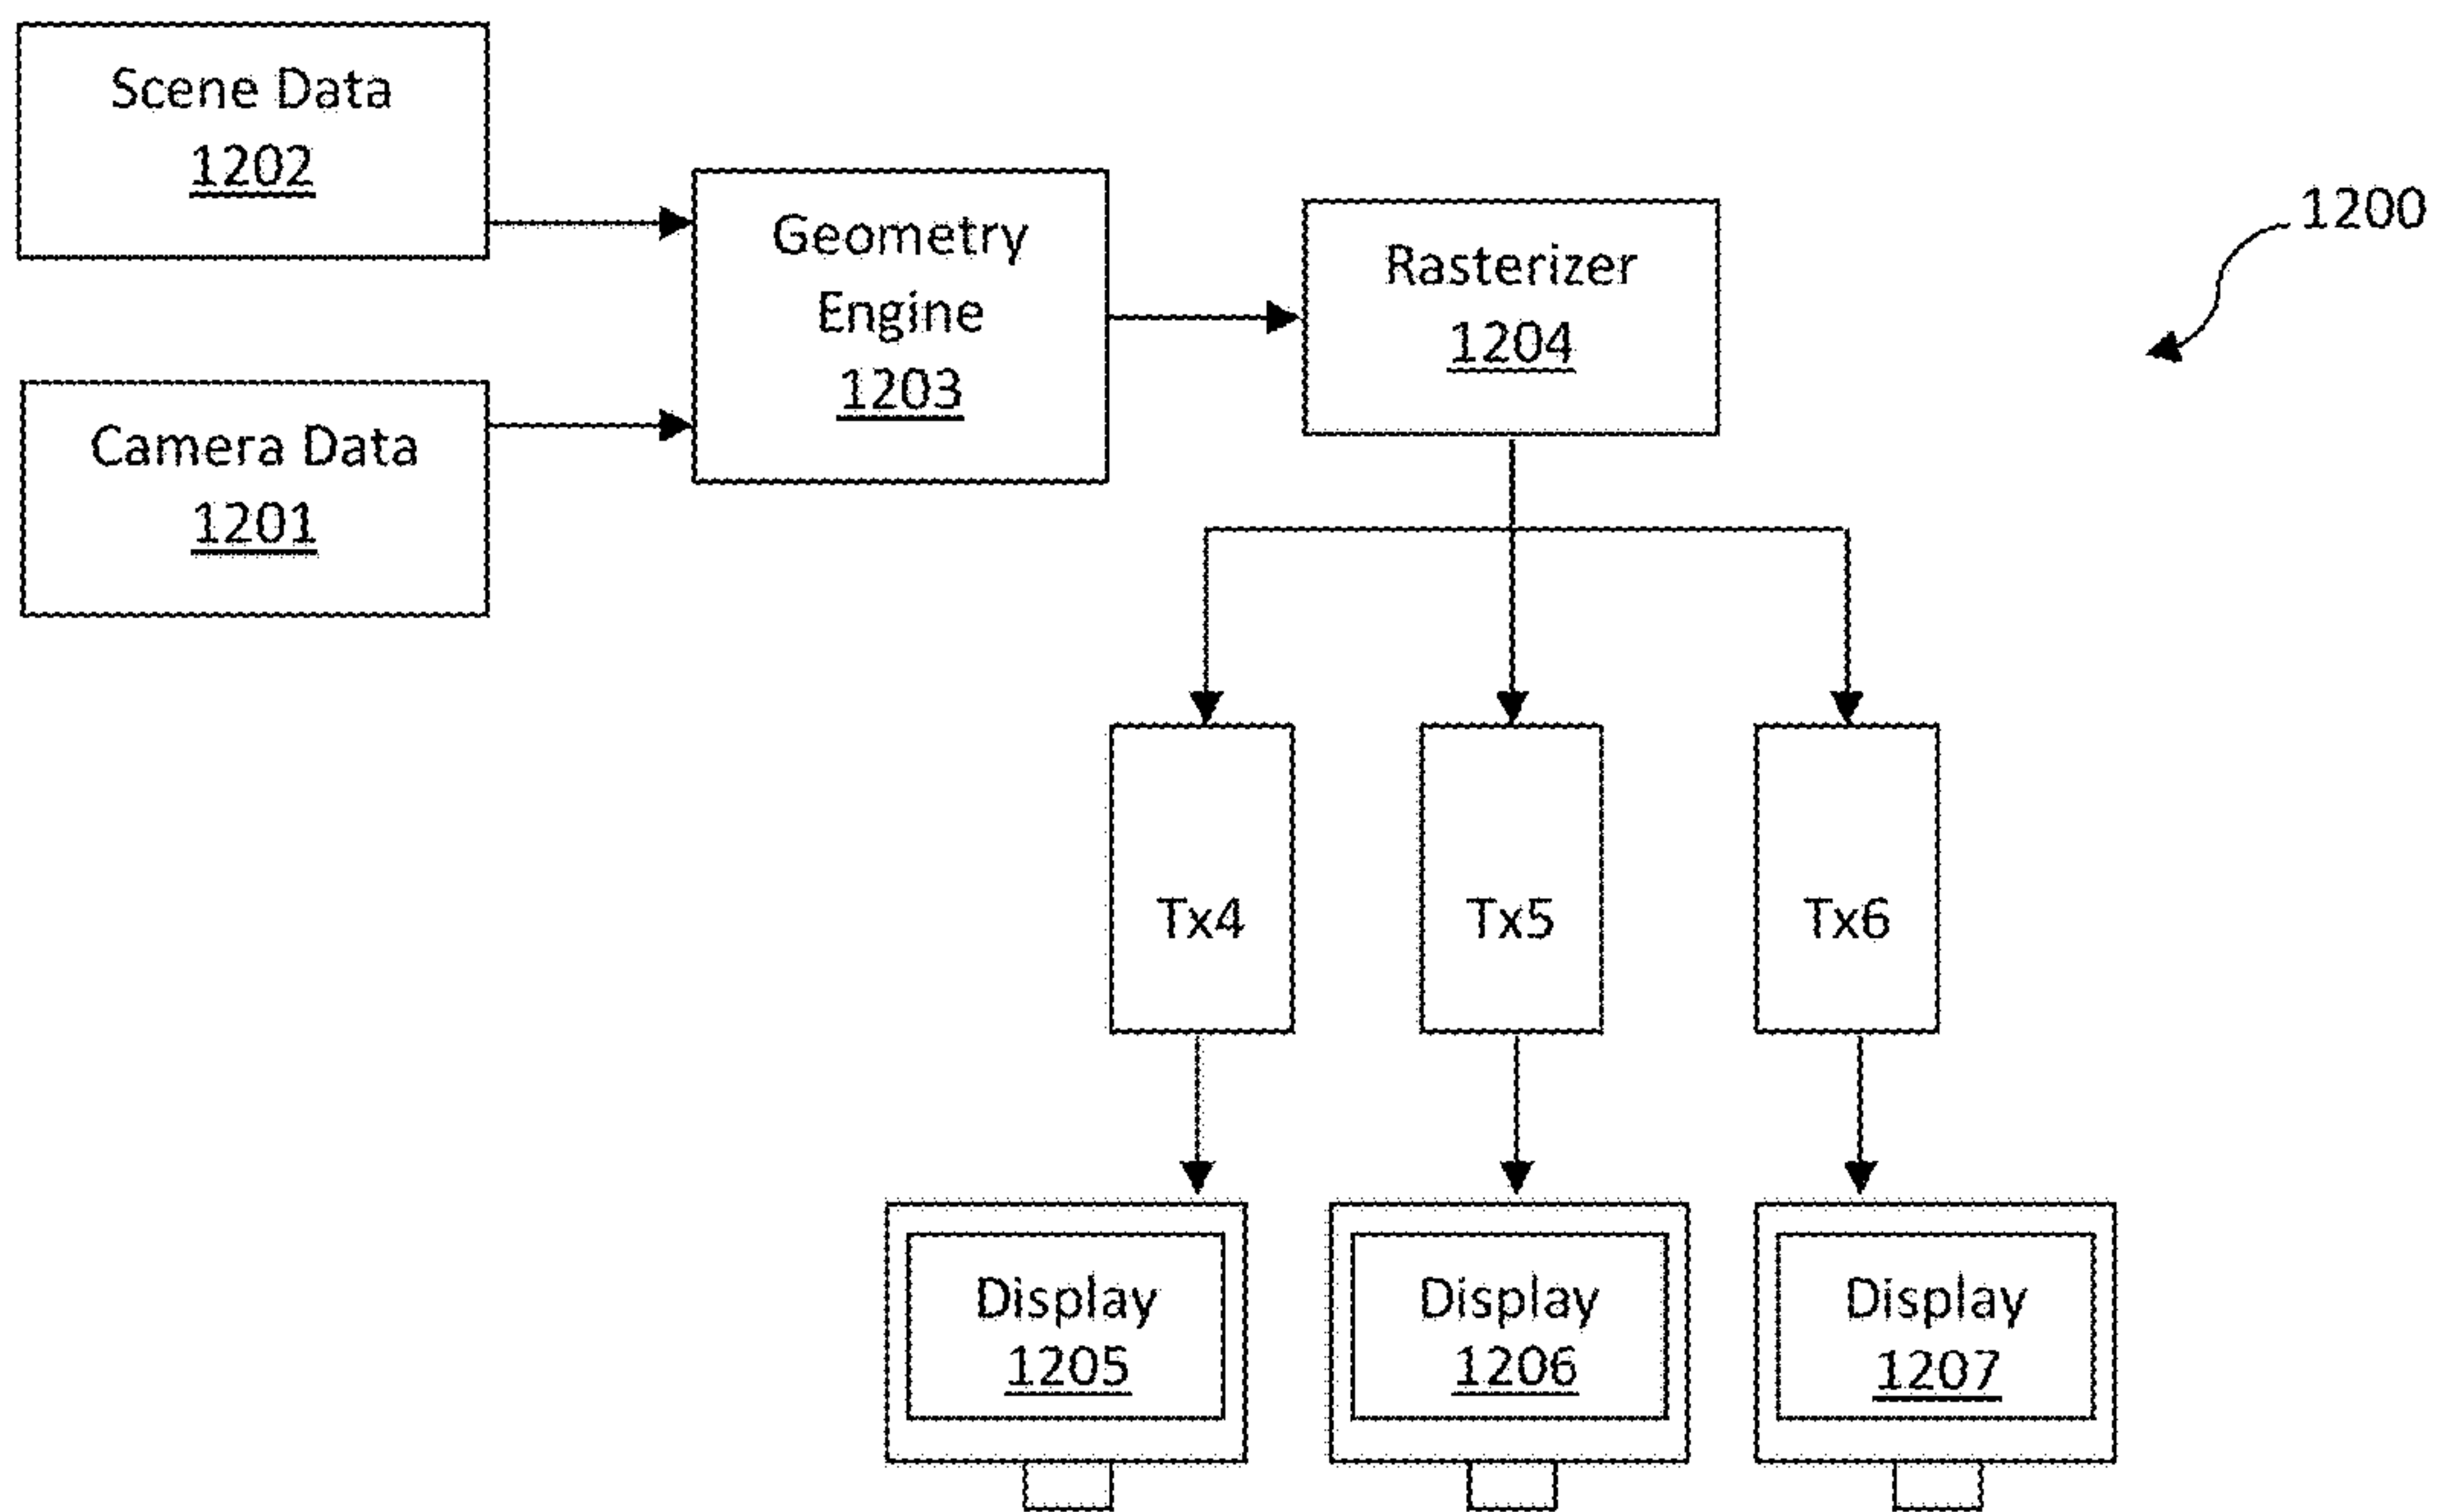 Scene Data
1202
Camera Data
1201
Geometry
Engine
1203
Rasterizer
1204
1200
Tx4
Tx5
Tx6
Display
1205
Display
1206
Display
1207